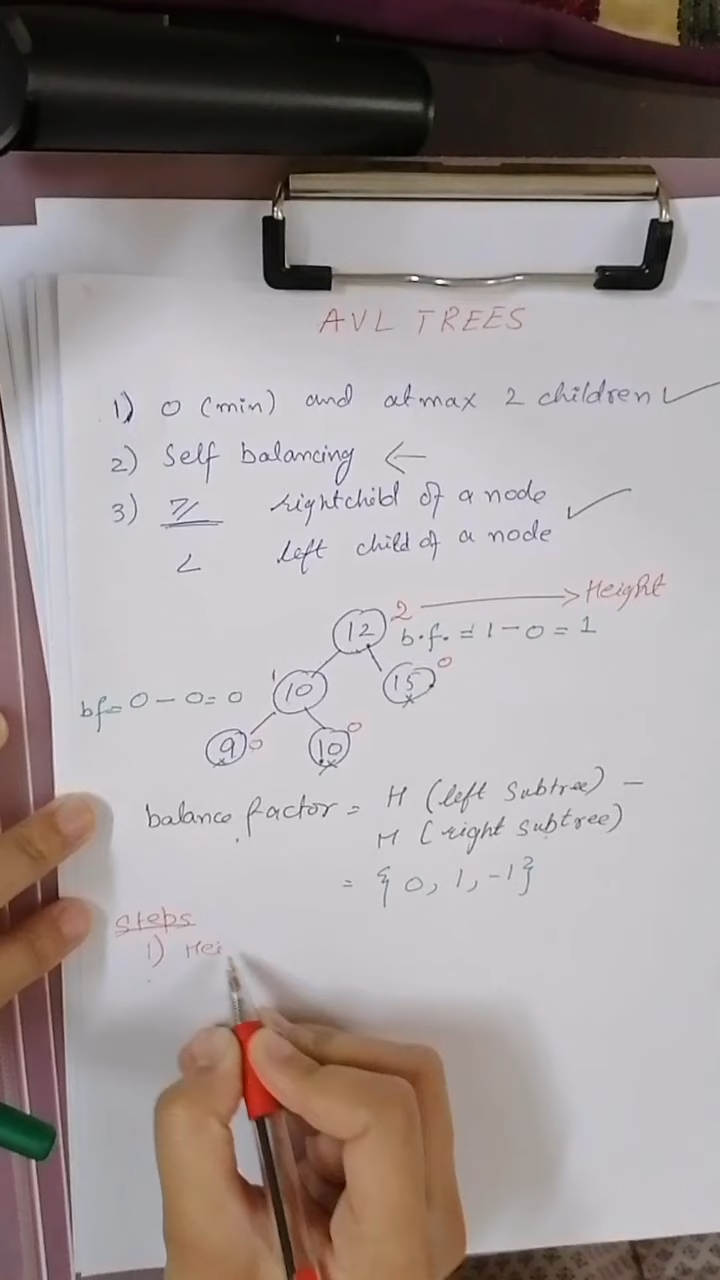 AVL TREES
1) 0 (min) and atmax 2 children ✓
2) Self balancing ←
3) ≥ rightchild of a node ✓
< left child of a node
12 2 → Height
b.f. = 1 - 0 = 1
10 1 15 0
bf = 0 - 0 = 0
9 0 10 0
balance factor = H (left subtree) -
H (right subtree)
= {0, 1, -1}
Steps
1) Hei